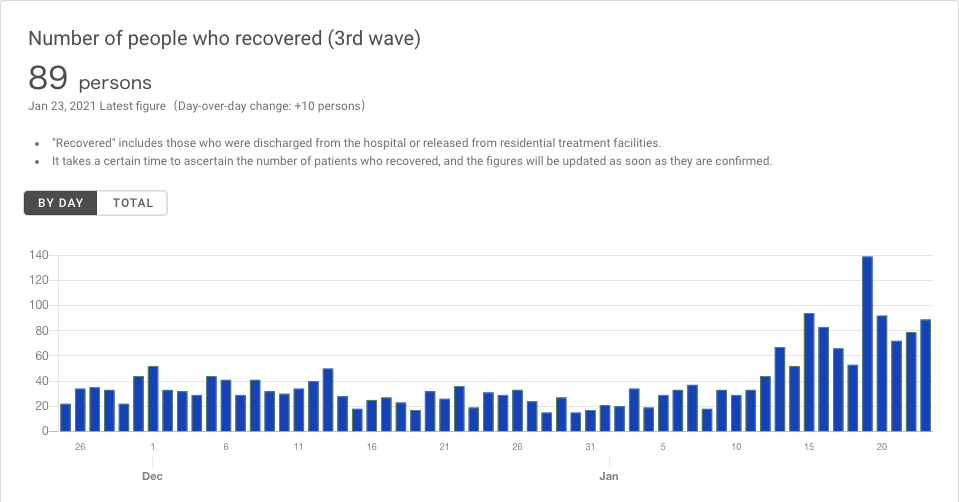 Number of people who recovered (3rd wave)
89 persons
Jan 23, 2021 Latest figure（Day-over-day change: +10 persons）
• "Recovered" includes those who were discharged from the hospital or released from residential treatment facilities.
• It takes a certain time to ascertain the number of patients who recovered, and the figures will be updated as soon as they are confirmed.
BY DAY TOTAL
140
120
100
80
60
40
20
0
26 1 6 11 16 21 26 31 5 10 15 20
Dec Jan